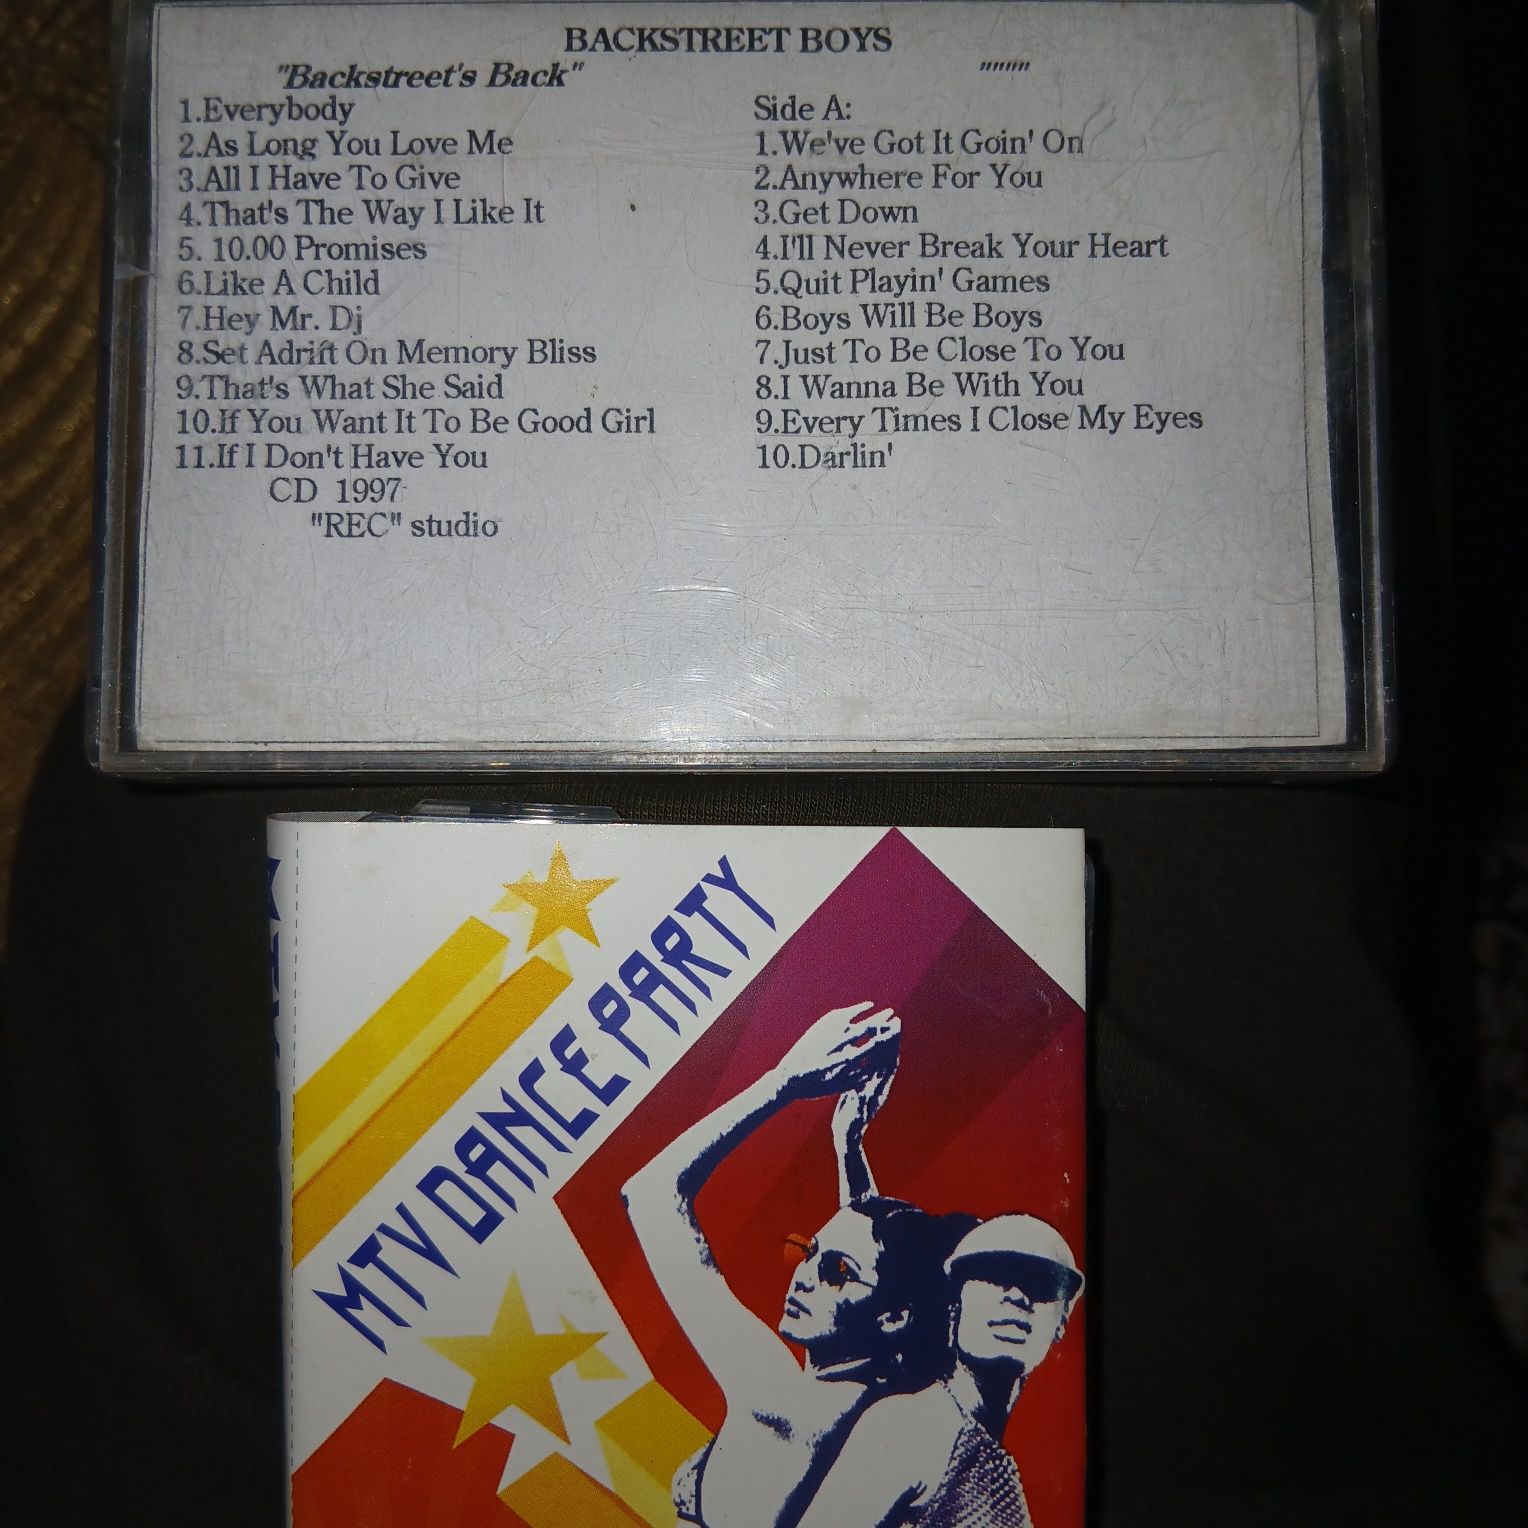 BACKSTREET BOYS
"Backstreet's Back"
1.Everybody
2.As Long You Love Me
3.All I Have To Give
4.That's The Way I Like It
5. 10.00 Promises
6.Like A Child
7.Hey Mr. Dj
8.Set Adrift On Memory Bliss
9.That's What She Said
10.If You Want It To Be Good Girl
11.If I Don't Have You
CD 1997
"REC" studio
"""""
Side A:
1.We've Got It Goin' On
2.Anywhere For You
3.Get Down
4.I'll Never Break Your Heart
5.Quit Playin' Games
6.Boys Will Be Boys
7.Just To Be Close To You
8.I Wanna Be With You
9.Every Times I Close My Eyes
10.Darlin'
MTV DANCE PARTY